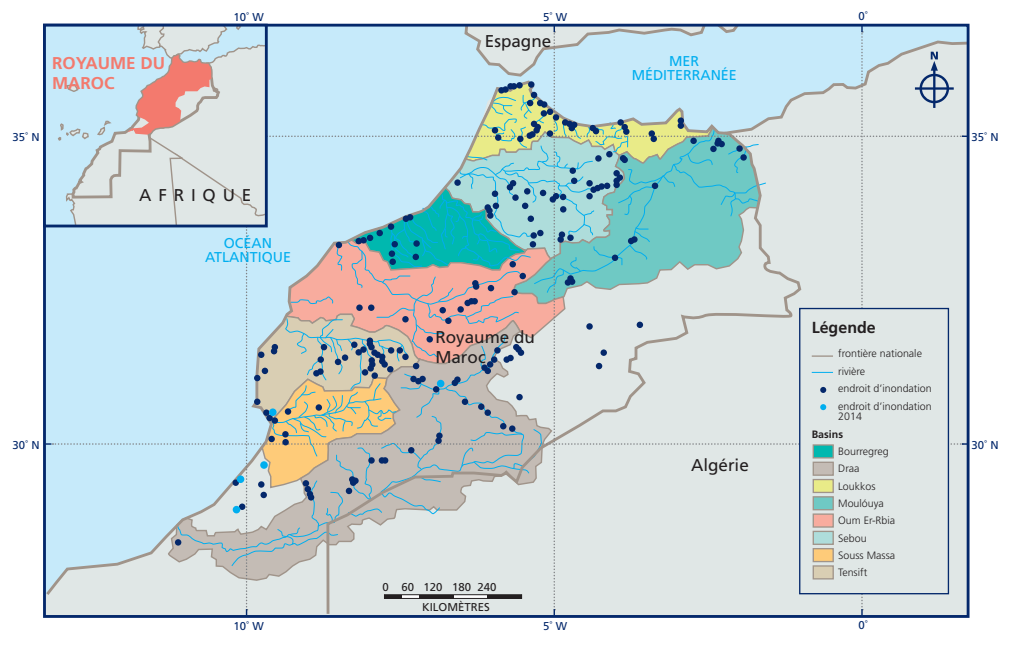 10° W
5° W
0°
ROYAUME DU
MAROC
AFRIQUE
Espagne
MER
MÉDITERRANÉE
N
35° N
35° N
OCÉAN
ATLANTIQUE
Royaume du
Maroc
Algérie
30° N
30° N
Légende
frontière nationale
rivière
endroit d'inondation
endroit d'inondation
2014
Basins
Bourregreg
Draa
Loukkos
Moulóuya
Oum Er-Rbia
Sebou
Souss Massa
Tensift
0 60 120 180 240
KILOMÈTRES
10° W
5° W
0°